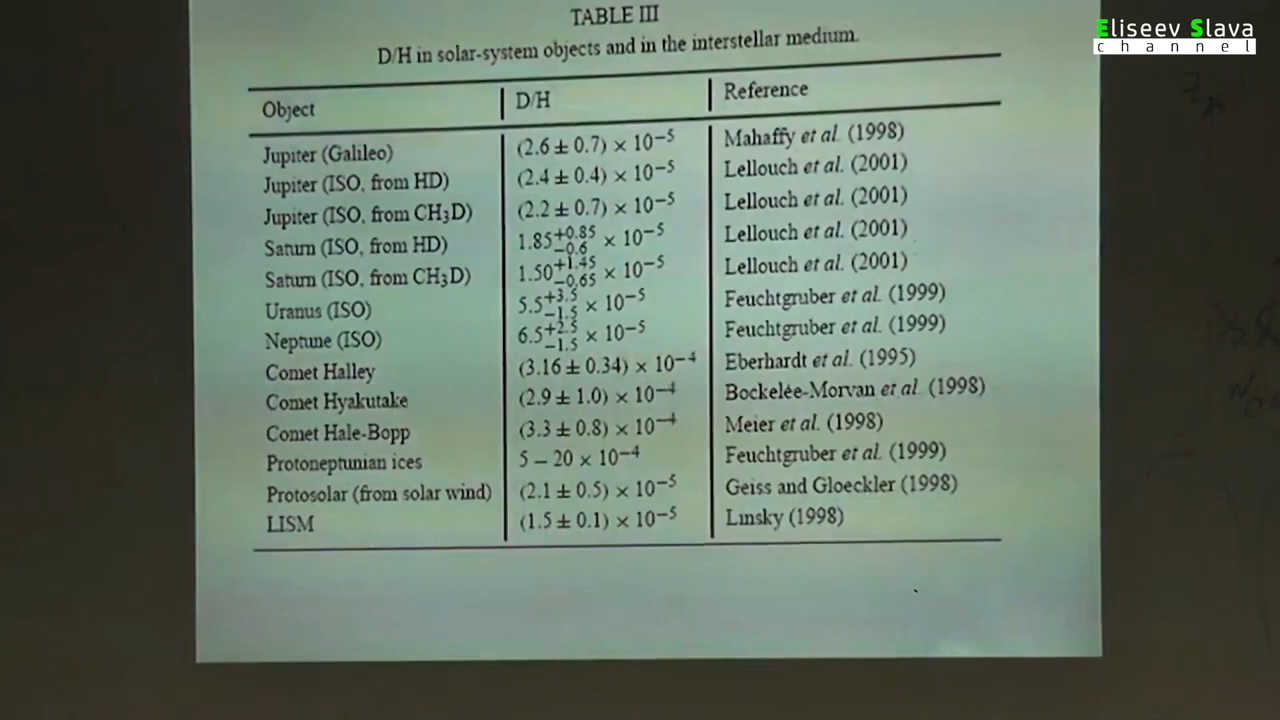 Eliseev Slava
channel
TABLE III
D/H in solar-system objects and in the interstellar medium.
Object D/H Reference
Jupiter (Galileo) (2.6 ± 0.7) × 10−5 Mahaffy et al. (1998)
Jupiter (ISO, from HD) (2.4 ± 0.4) × 10−5 Lellouch et al. (2001)
Jupiter (ISO, from CH3D) (2.2 ± 0.7) × 10−5 Lellouch et al. (2001)
Saturn (ISO, from HD) 1.85+0.85−0.6 × 10−5 Lellouch et al. (2001)
Saturn (ISO, from CH3D) 1.50+1.45−0.65 × 10−5 Lellouch et al. (2001)
Uranus (ISO) 5.5+3.5−1.5 × 10−5 Feuchtgruber et al. (1999)
Neptune (ISO) 6.5+2.5−1.5 × 10−5 Feuchtgruber et al. (1999)
Comet Halley (3.16 ± 0.34) × 10−4 Eberhardt et al. (1995)
Comet Hyakutake (2.9 ± 1.0) × 10−4 Bockelée-Morvan et al. (1998)
Comet Hale-Bopp (3.3 ± 0.8) × 10−4 Meier et al. (1998)
Protoneptunian ices 5 – 20 × 10−4 Feuchtgruber et al. (1999)
Protosolar (from solar wind) (2.1 ± 0.5) × 10−5 Geiss and Gloeckler (1998)
LISM (1.5 ± 0.1) × 10−5 Linsky (1998)